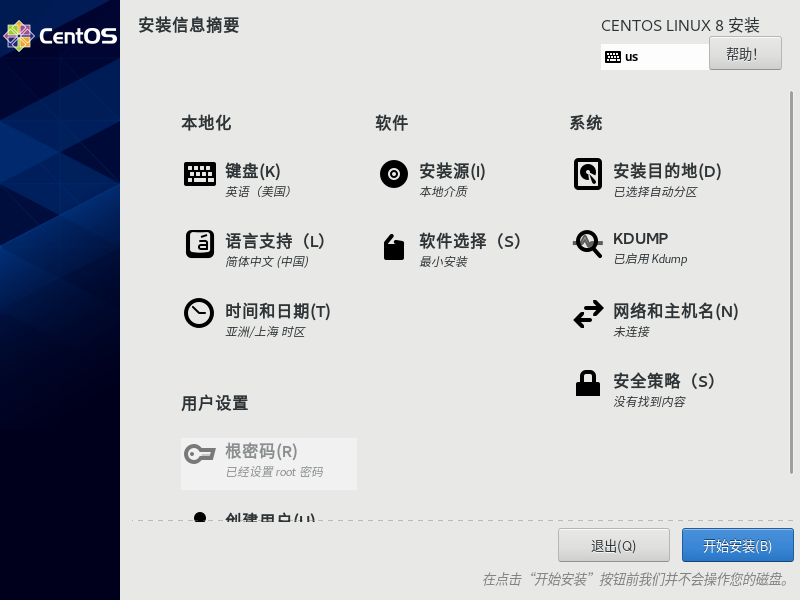 CentOS
安装信息摘要
CENTOS LINUX 8 安装
us
帮助！
本地化
软件
系统
键盘(K)
英语（美国）
安装源(I)
本地介质
安装目的地(D)
已选择自动分区
语言支持（L）
简体中文 (中国)
软件选择（S）
最小安装
KDUMP
已启用 Kdump
时间和日期(T)
亚洲/上海 时区
网络和主机名(N)
未连接
安全策略（S）
没有找到内容
用户设置
根密码(R)
已经设置 root 密码
创建用户(U)
退出(Q)
开始安装(B)
在点击“开始安装”按钮前我们并不会操作您的磁盘。